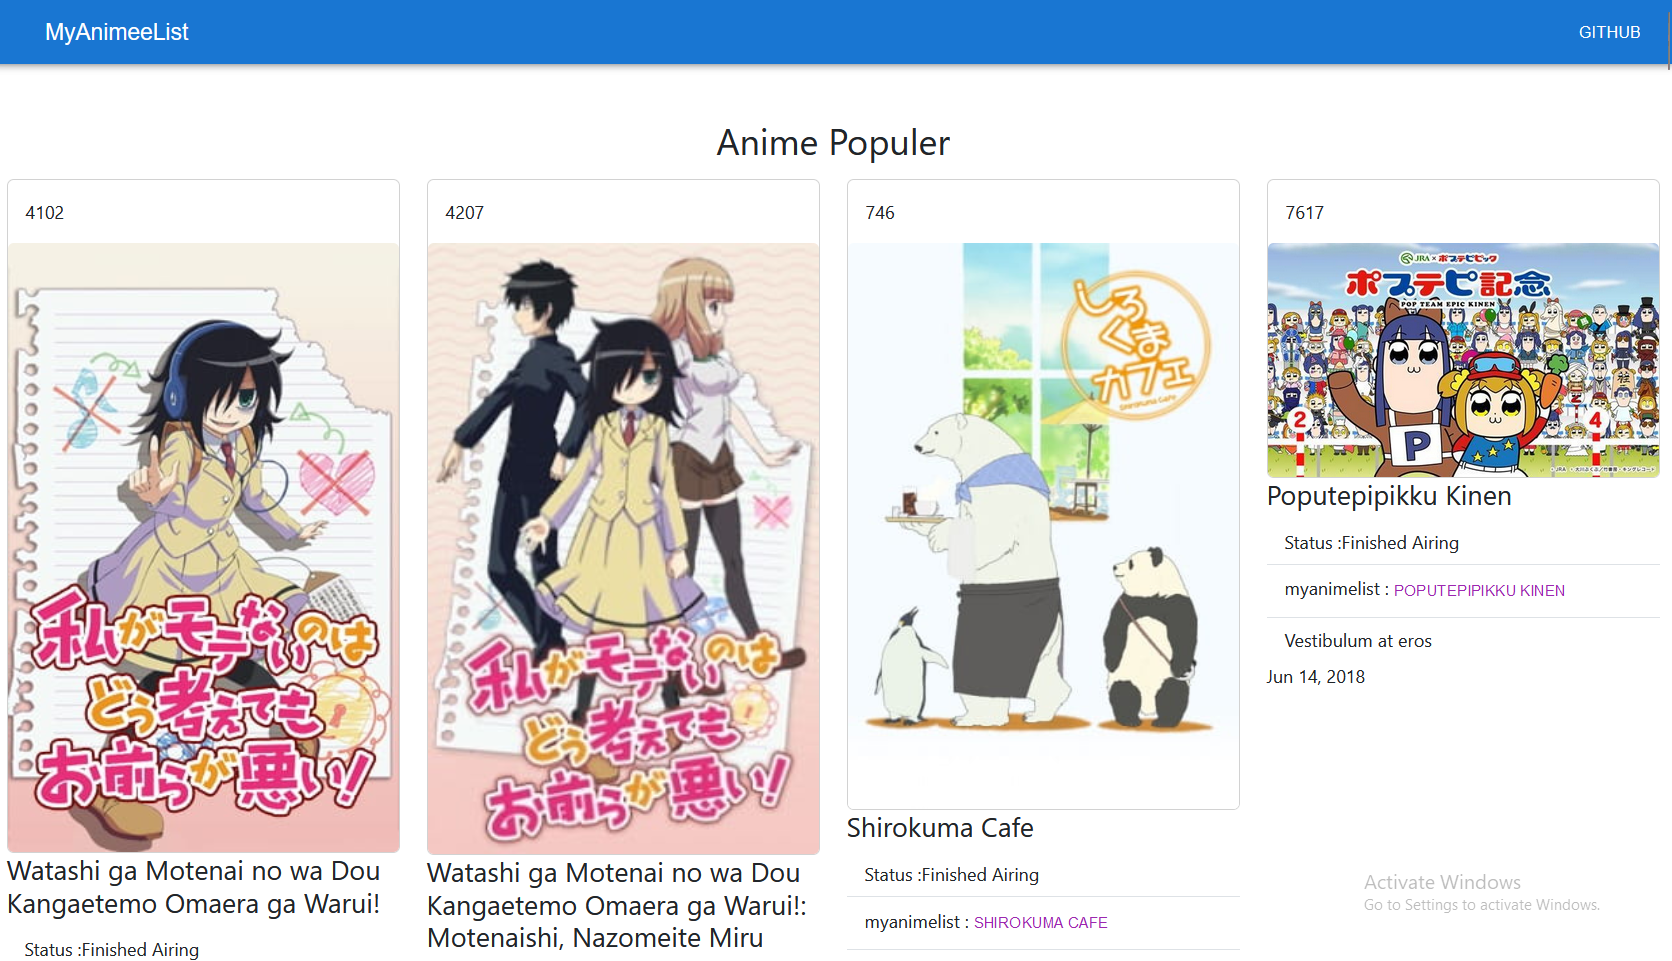 MyAnimeeList
GITHUB
Anime Populer
4102
私がモテないのは
どう考えても
お前らが悪い!
Watashi ga Motenai no wa Dou
Kangaetemo Omaera ga Warui!
Status :Finished Airing
4207
私がモテないのは
どう考えても
お前らが悪い!
Watashi ga Motenai no wa Dou
Kangaetemo Omaera ga Warui!:
Motenaishi, Nazomeite Miru
746
しろ
くま
カフェ
Shirokuma Cafe
Shirokuma Cafe
Status :Finished Airing
myanimelist : SHIROKUMA CAFE
7617
JRA × ポプテピピック
ポプテピ記念
POP TEAM EPIC KINEN
2
Z
4
P
Poputepipikku Kinen
Status :Finished Airing
myanimelist : POPUTEPIPIKKU KINEN
Vestibulum at eros
Jun 14, 2018
Activate Windows
Go to Settings to activate Windows.